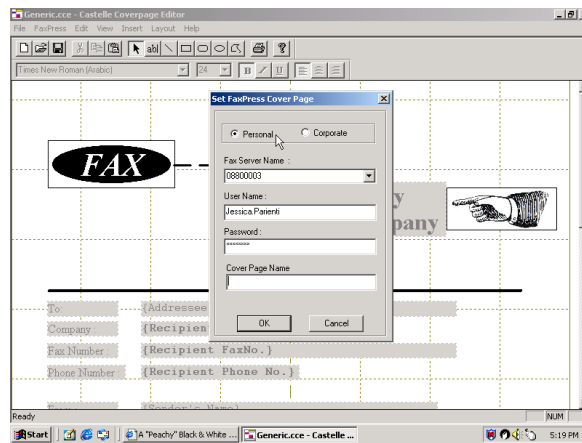 Generic.cce - Castelle Coverpage Editor
File FaxPress Edit View Insert Layout Help
ab|
Times New Roman (Arabic) 24 B I U
Set FaxPress Cover Page
Personal Corporate
Fax Server Name :
08800003
User Name :
Jessica.Parienti
Password :
********
Cover Page Name
OK Cancel
FAX
y
pany
To: {Addressee
Company : {Recipien
Fax Number : {Recipient FaxNo.}
Phone Number : {Recipient Phone No.}
{Sender's Name}
Ready NUM
Start A "Peachy" Black & White ... Generic.cce - Castelle ... 5:19 PM